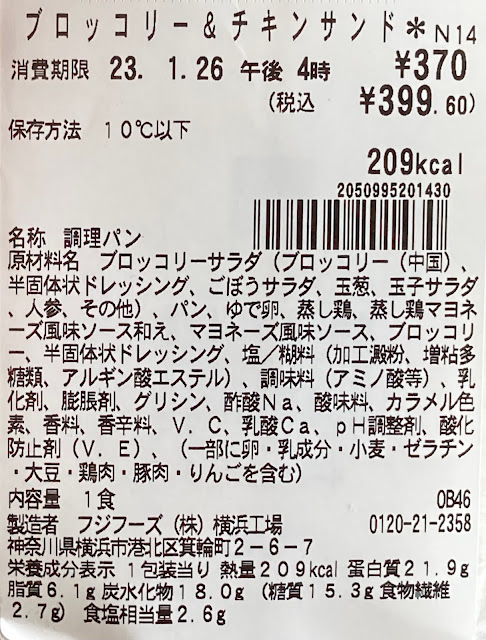 ブロッコリー＆チキンサンド＊N14
消費期限 23. 1.26 午後 4時 ¥370
(税込 ¥399.60)
保存方法 10℃以下
209kcal
2050995201430
名称 調理パン
原材料名 ブロッコリーサラダ（ブロッコリー（中国）、
半固体状ドレッシング、ごぼうサラダ、玉葱、玉子サラダ
、人参、その他）、パン、ゆで卵、蒸し鶏、蒸し鶏マヨネ
ーズ風味ソース和え、マヨネーズ風味ソース、ブロッコリ
ー、半固体状ドレッシング、塩／糊料（加工澱粉、増粘多
糖類、アルギン酸エステル）、調味料（アミノ酸等）、乳
化剤、膨脹剤、グリシン、酢酸Ｎａ、酸味料、カラメル色
素、香料、香辛料、Ｖ．Ｃ、乳酸Ｃａ、ｐＨ調整剤、酸化
防止剤（Ｖ．Ｅ）、（一部に卵・乳成分・小麦・ゼラチン
・大豆・鶏肉・豚肉・りんごを含む）
内容量 １食 0B46
製造者 フジフーズ（株）横浜工場 0120-21-2358
神奈川県横浜市港北区箕輪町２－６－７
栄養成分表示 １包装当り 熱量２０９kcal 蛋白質２１.９g
脂質６.１g 炭水化物１８.０g（糖質１５.３g 食物繊維
２.７g） 食塩相当量２.６g